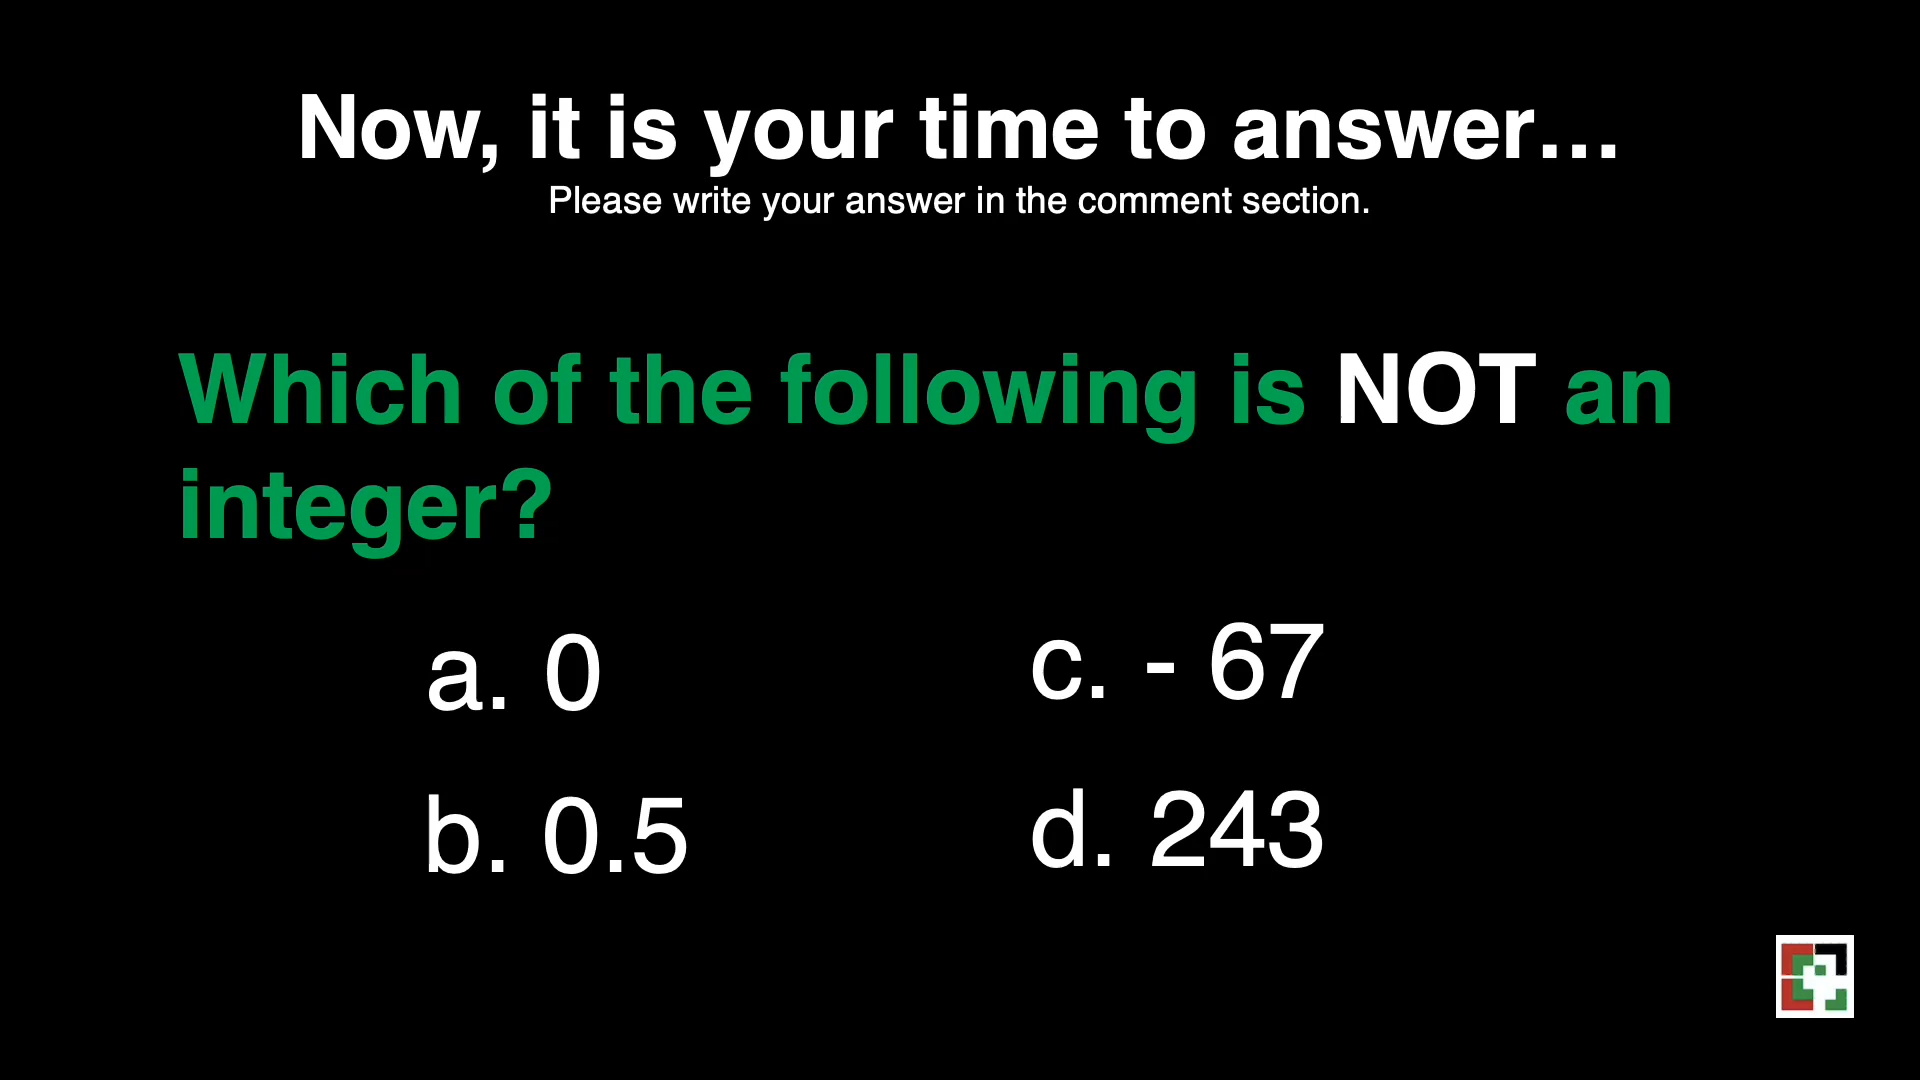 Now, it is your time to answer...
Please write your answer in the comment section.
Which of the following is NOT an
integer?
a. 0
c. - 67
b. 0.5
d. 243